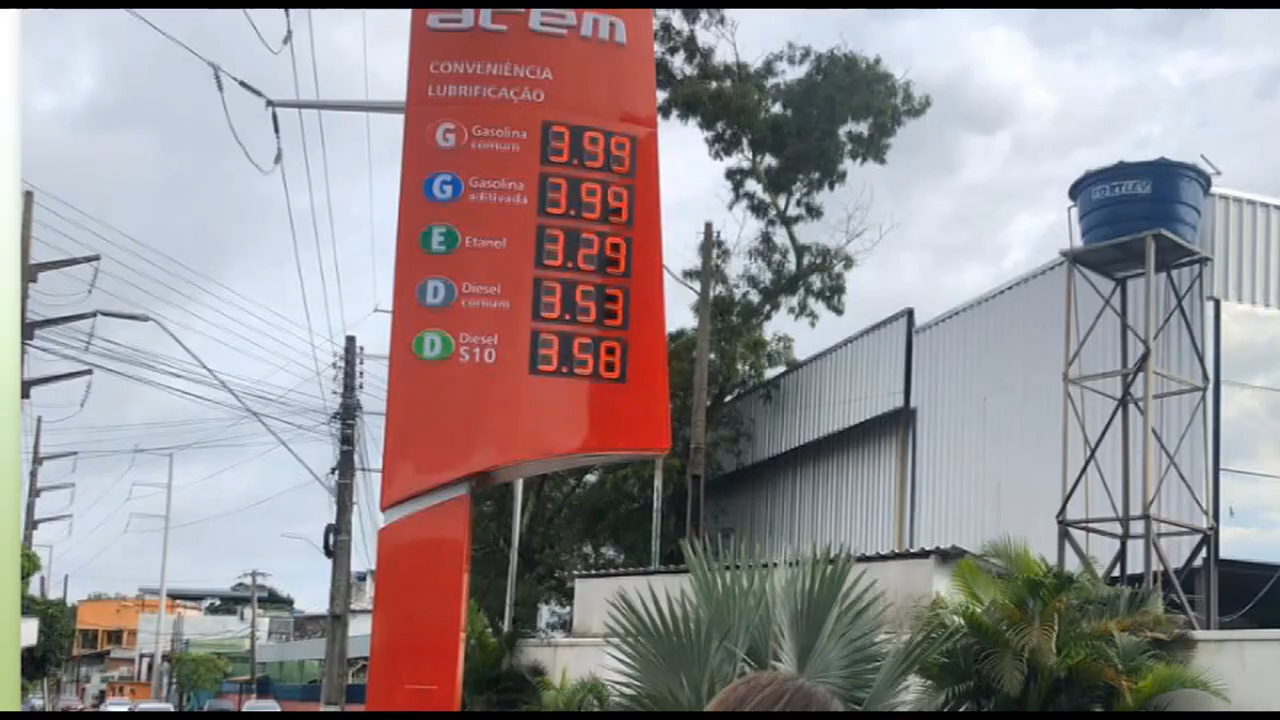 atem
CONVENIÊNCIA
LUBRIFICAÇÃO
G Gasolina comum 3.99
G Gasolina aditivada 3.99
E Etanol 3.29
D Diesel comum 3.53
D Diesel S10 3.58
FORTLEV